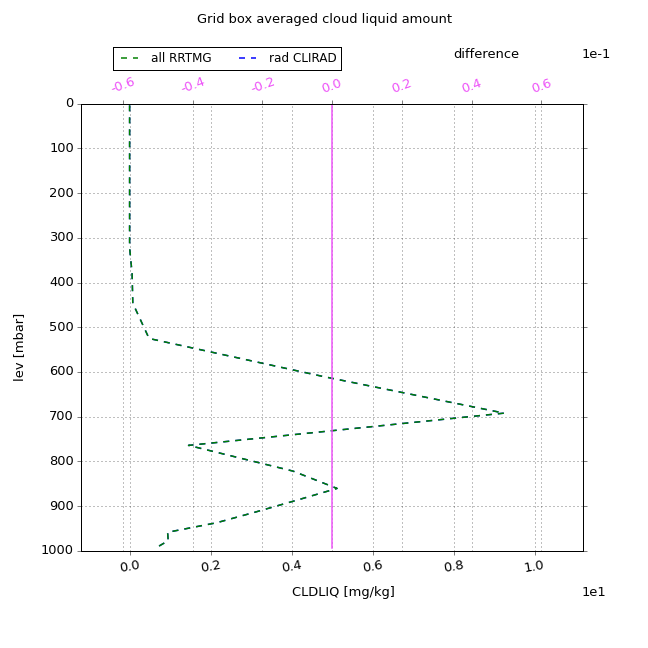 Grid box averaged cloud liquid amount
all RRTMG rad CLIRAD
difference 1e-1
-0.6 -0.4 -0.2 0.0 0.2 0.4 0.6
0
100
200
300
400
500
600
700
800
900
1000
lev [mbar]
0.0 0.2 0.4 0.6 0.8 1.0
CLDLIQ [mg/kg] 1e1